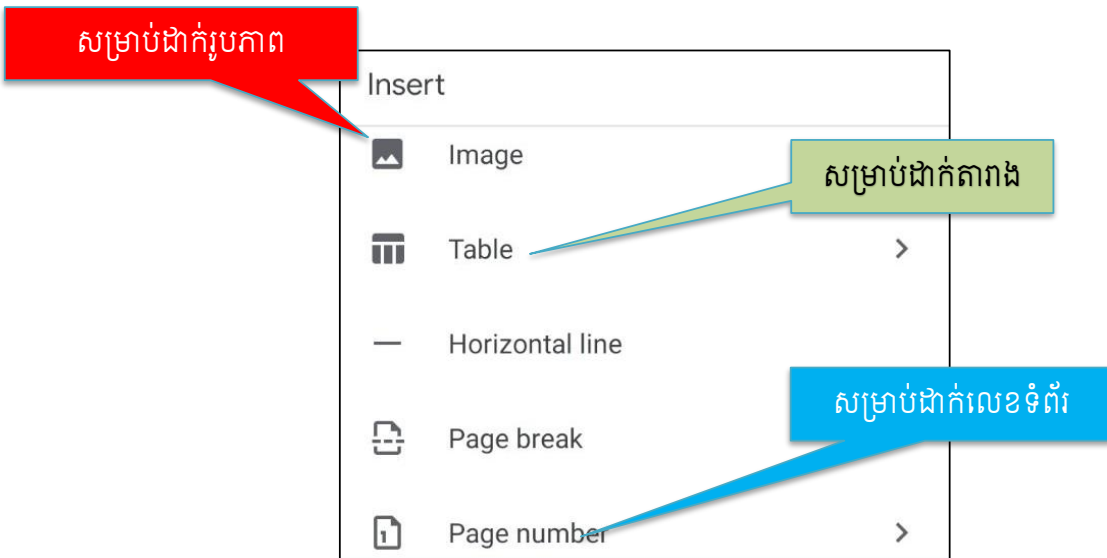 សម្រាប់ដាក់រូបភាព
Insert
Image
សម្រាប់ដាក់តារាង
Table
Horizontal line
សម្រាប់ដាក់លេខទំព័រ
Page break
Page number